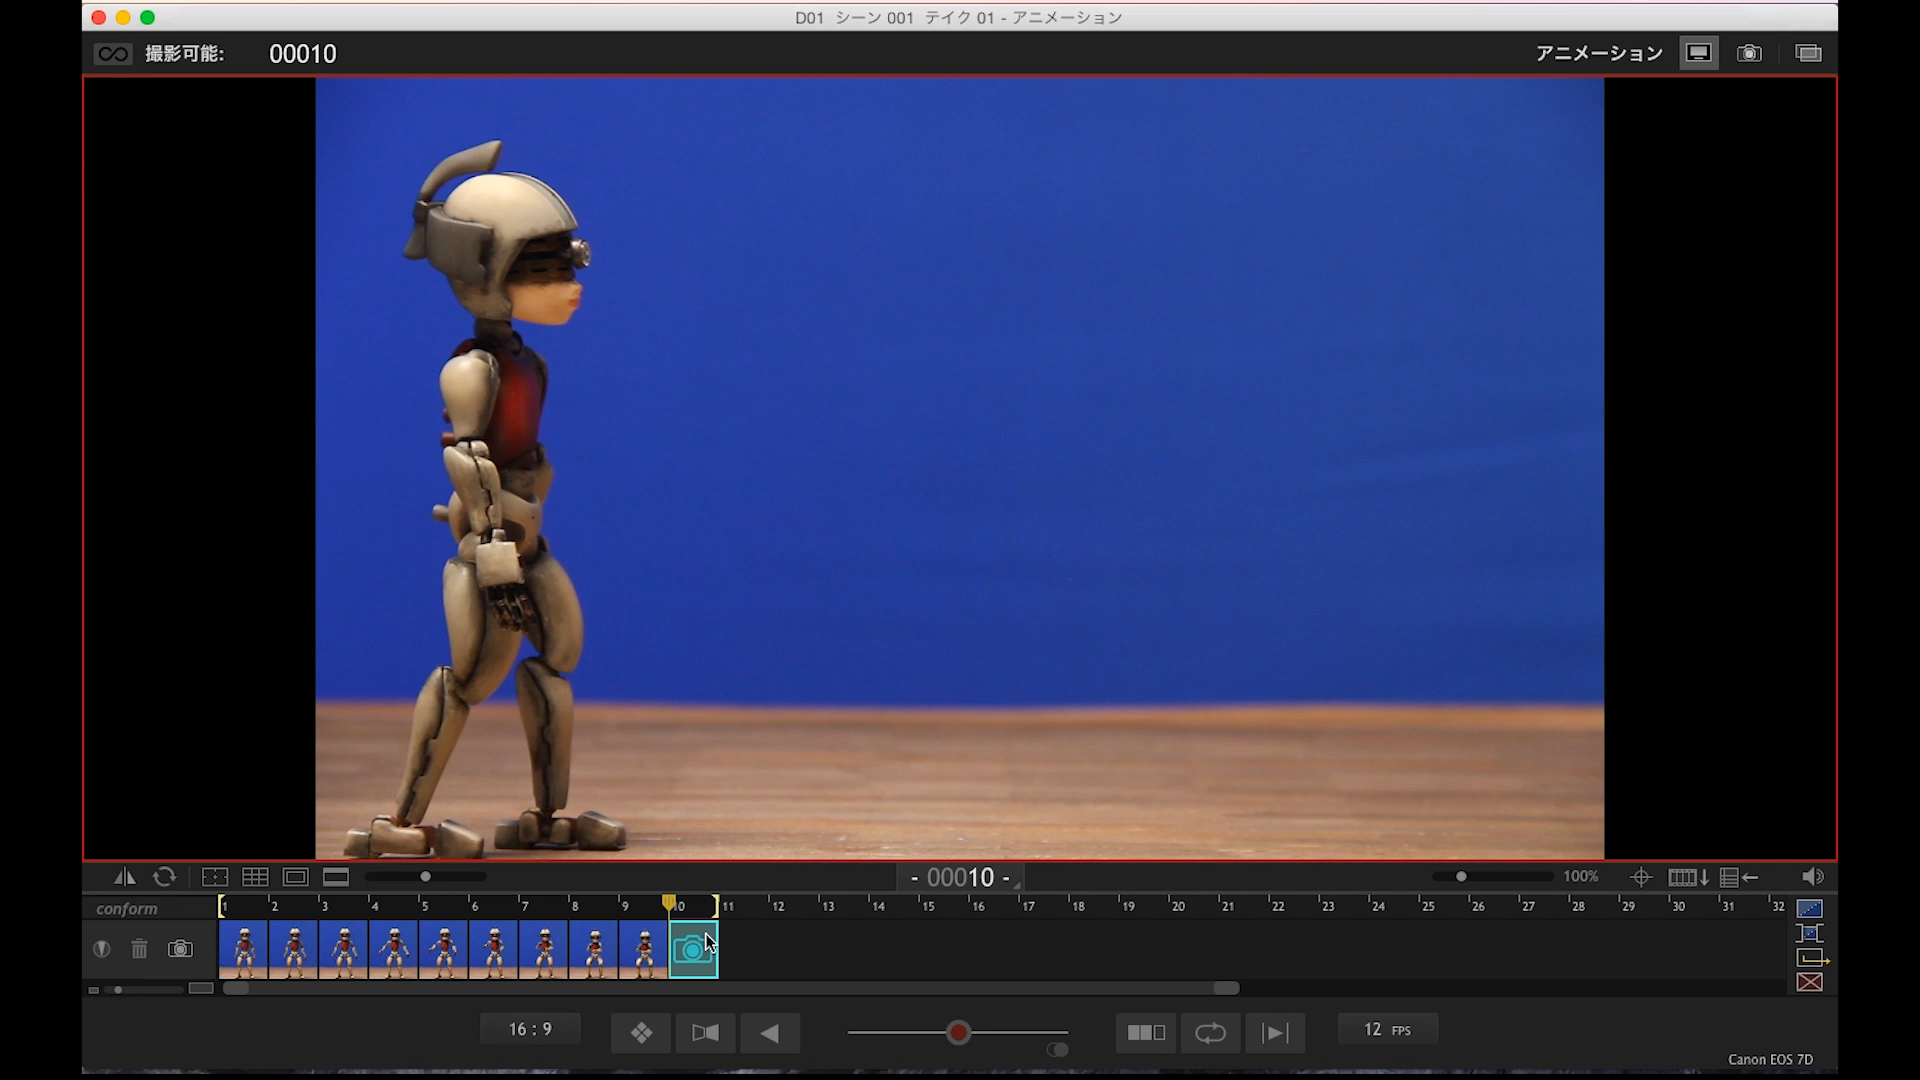 D01 シーン 001 テイク 01 - アニメーション
撮影可能: 00010 アニメーション
- 00010 - 100%
conform 1 2 3 4 5 6 7 8 9 10 11 12 13 14 15 16 17 18 19 20 21 22 23 24 25 26 27 28 29 30 31 32
16 : 9 12 FPS
Canon EOS 7D